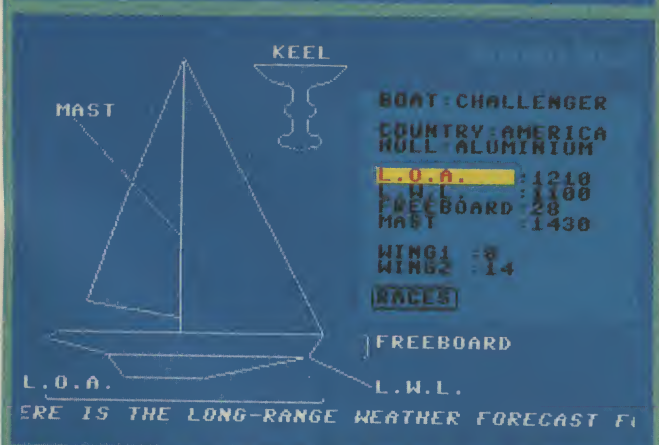 KEEL
MAST
BOAT:CHALLENGER
COUNTRY:AMERICA
HULL:ALUMINIUM
L.O.A. :1210
L.W.L. :1100
FREEBOARD:28
MAST :1430
WING1 :8
WING2 :14
RACES
FREEBOARD
L.O.A.
L.W.L.
ERE IS THE LONG-RANGE WEATHER FORECAST F